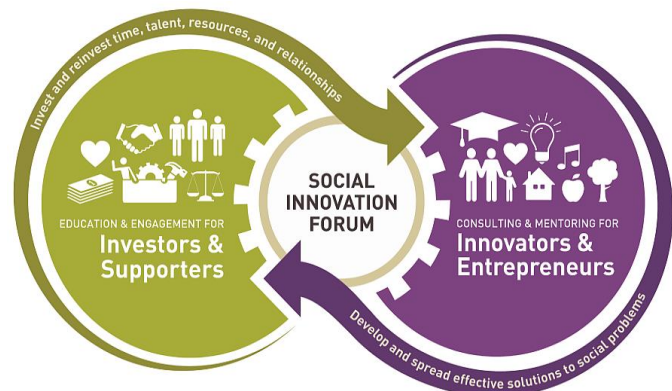 Invest and reinvest time, talent, resources, and relationships
EDUCATION & ENGAGEMENT FOR
Investors &
Supporters
SOCIAL
INNOVATION
FORUM
CONSULTING & MENTORING FOR
Innovators &
Entrepreneurs
Develop and spread effective solutions to social problems